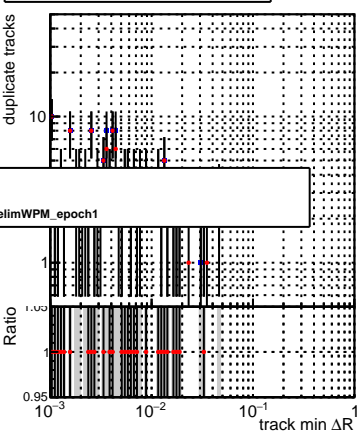 duplicate tracks
10
elimWPM_epoch1
1
1.05
Ratio
1
0.95
10⁻³ 10⁻² 10⁻¹ 1
track min ΔR